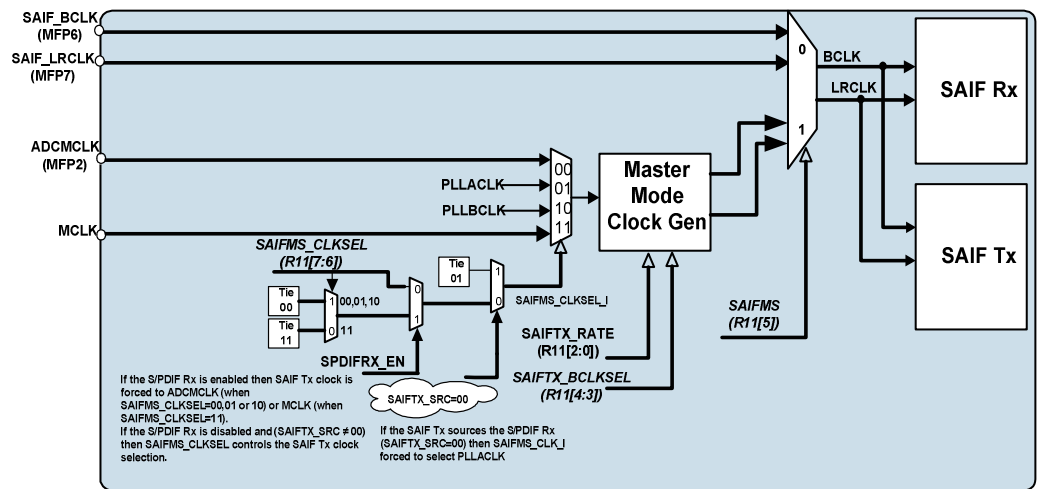 SAIF_BCLK
(MFP6)
SAIF_LRCLK
(MFP7)
0
BCLK
LRCLK
SAIF Rx
1
ADCMCLK
(MFP2)
00
PLLACLK
01
PLLBCLK
10
MCLK
11
Master
Mode
Clock Gen
SAIF Tx
SAIFMS_CLKSEL
(R11[7:6])
Tie
01
1
0
SAIFMS_CLKSEL_I
Tie
00
1
00,01,10
0
1
Tie
11
0
11
SPDIFRX_EN
SAIFTX_SRC=00
SAIFTX_RATE
(R11[2:0])
SAIFTX_BCLKSEL
(R11[4:3])
SAIFMS
(R11[5])
If the S/PDIF Rx is enabled then SAIF Tx clock is
forced to ADCMCLK (when
SAIFMS_CLKSEL=00,01 or 10) or MCLK (when
SAIFMS_CLKSEL=11).
If the S/PDIF Rx is disabled and (SAIFTX_SRC ≠ 00)
then SAIFMS_CLKSEL controls the SAIF Tx clock
selection.
If the SAIF Tx sources the S/PDIF Rx
(SAIFTX_SRC=00) then SAIFMS_CLK_I
forced to select PLLACLK